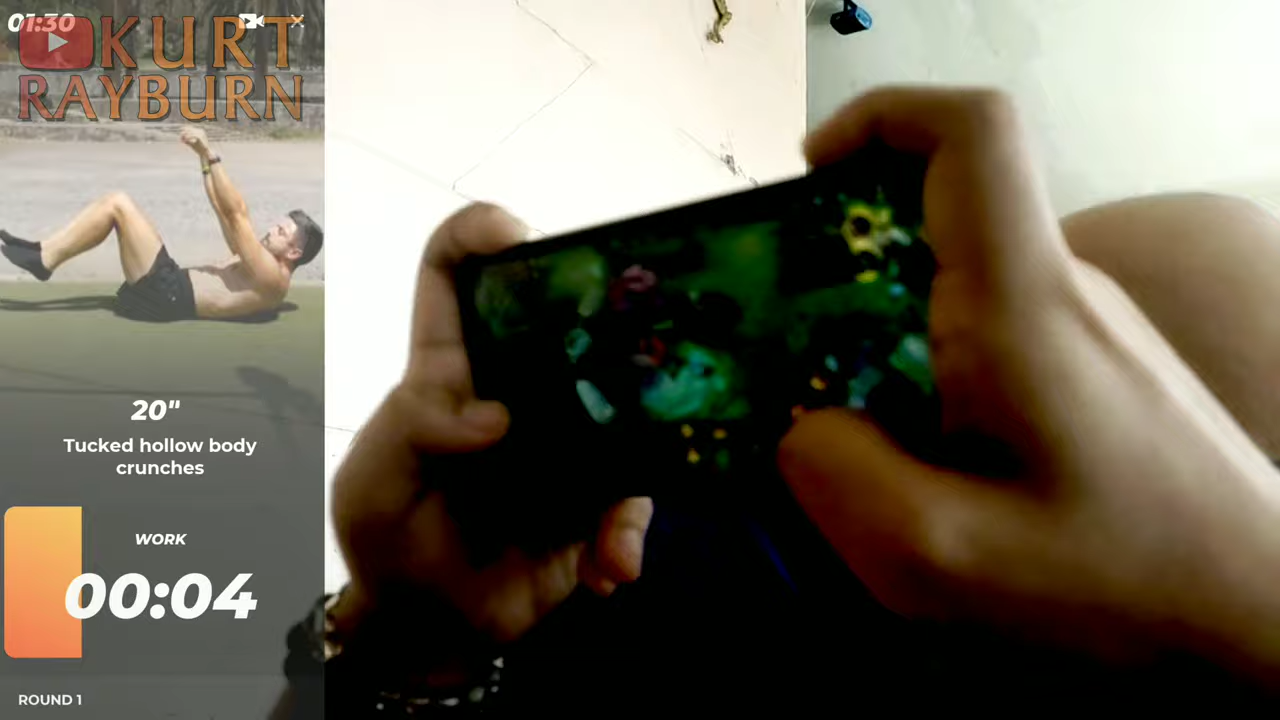 01:30
KURT
RAYBURN
20"
Tucked hollow body
crunches
WORK
00:04
ROUND 1